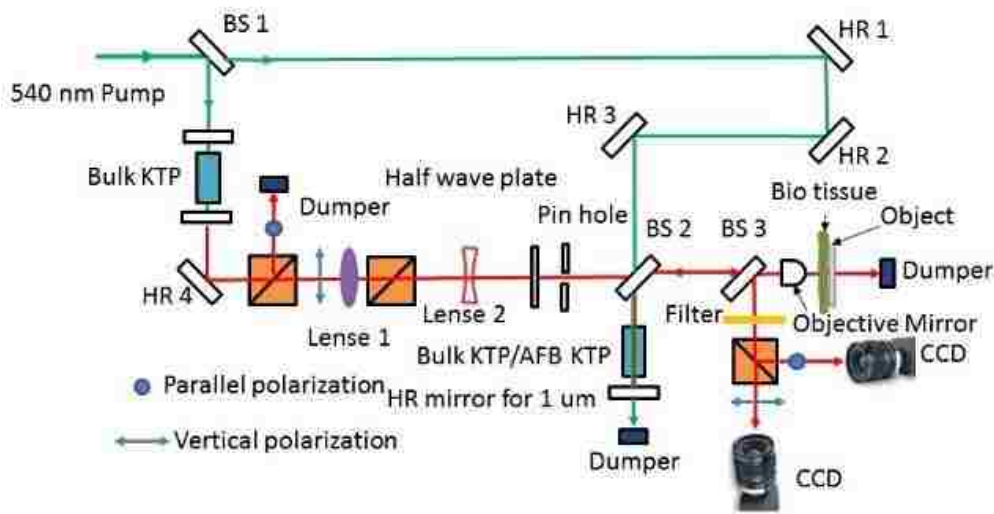 BS 1
HR 1
540 nm Pump
HR 3
HR 2
Bulk KTP
Half wave plate
Dumper
Pin hole
BS 2
BS 3
Bio tissue
Object
HR 4
Dumper
Lense 1
Lense 2
Filter
Objective Mirror
Bulk KTP/AFB KTP
CCD
Parallel polarization
HR mirror for 1 um
Vertical polarization
Dumper
CCD